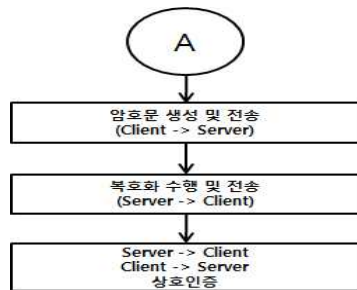 A
암호문 생성 및 전송
(Client -> Server)
복호화 수행 및 전송
(Server -> Client)
Server -> Client
Client -> Server
상호인증